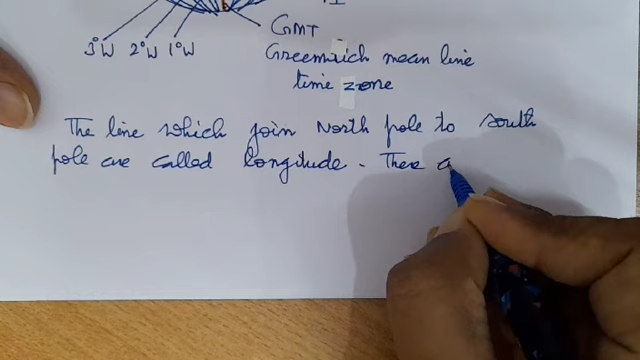 GMT
3°W 2°W 1°W
Greenwich mean line
time zone
The line which join North pole to south
pole are called longitude. There a